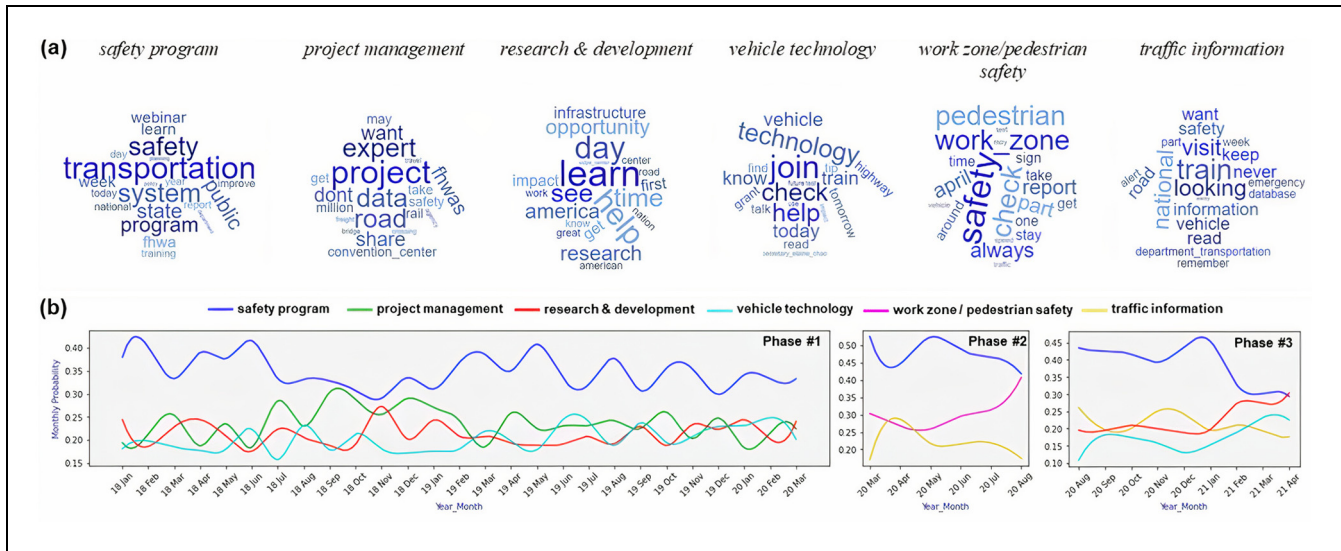 (a)
safety program
project management
research & development
vehicle technology
work zone/pedestrian
safety
traffic information
webinar
learn
safety
day
transportation
week
year
today
system
public
improve
national
state
report
program
fhwa
training
may
want
expert
travel
project
get
dont
data
take
safety
fhwas
million
road
rail
agency
freight
bridge
crossing
share
convention_center
infrastructure
opportunity
day
center
learn
road
impact
first
work
see
time
america
help
nation
know
great
get
research
american
vehicle
technology
find
join
tip
highway
know
train
future
grant
check
talk
help
tomorrow
today
read
secretary_elaine_chao
pedestrian
work_zone
time
safety
sign
take
april
check
report
vehicle
part
get
around
one
stay
speed
always
traffic
want
safety
part
visit
week
keep
train
never
alert
road
national
looking
emergency
database
information
vehicle
read
department_transportation
remember
(b)
safety program
project management
research & development
vehicle technology
work zone / pedestrian safety
traffic information
Phase #1
Phase #2
Phase #3
Monthly Probability
0.40
0.35
0.30
0.25
0.20
0.15
18 Jan
18 Feb
18 Mar
18 Apr
18 May
18 Jun
18 Jul
18 Aug
18 Sep
18 Oct
18 Nov
18 Dec
19 Jan
19 Feb
19 Mar
19 Apr
19 May
19 Jun
19 Jul
19 Aug
19 Sep
19 Oct
19 Nov
19 Dec
20 Jan
20 Feb
20 Mar
Year_Month
0.50
0.45
0.40
0.35
0.30
0.25
0.20
20 Mar
20 Apr
20 May
20 Jun
20 Jul
20 Aug
Year_Month
0.45
0.40
0.35
0.30
0.25
0.20
0.15
0.10
20 Aug
20 Sep
20 Oct
20 Nov
20 Dec
21 Jan
21 Feb
21 Mar
21 Apr
Year_Month